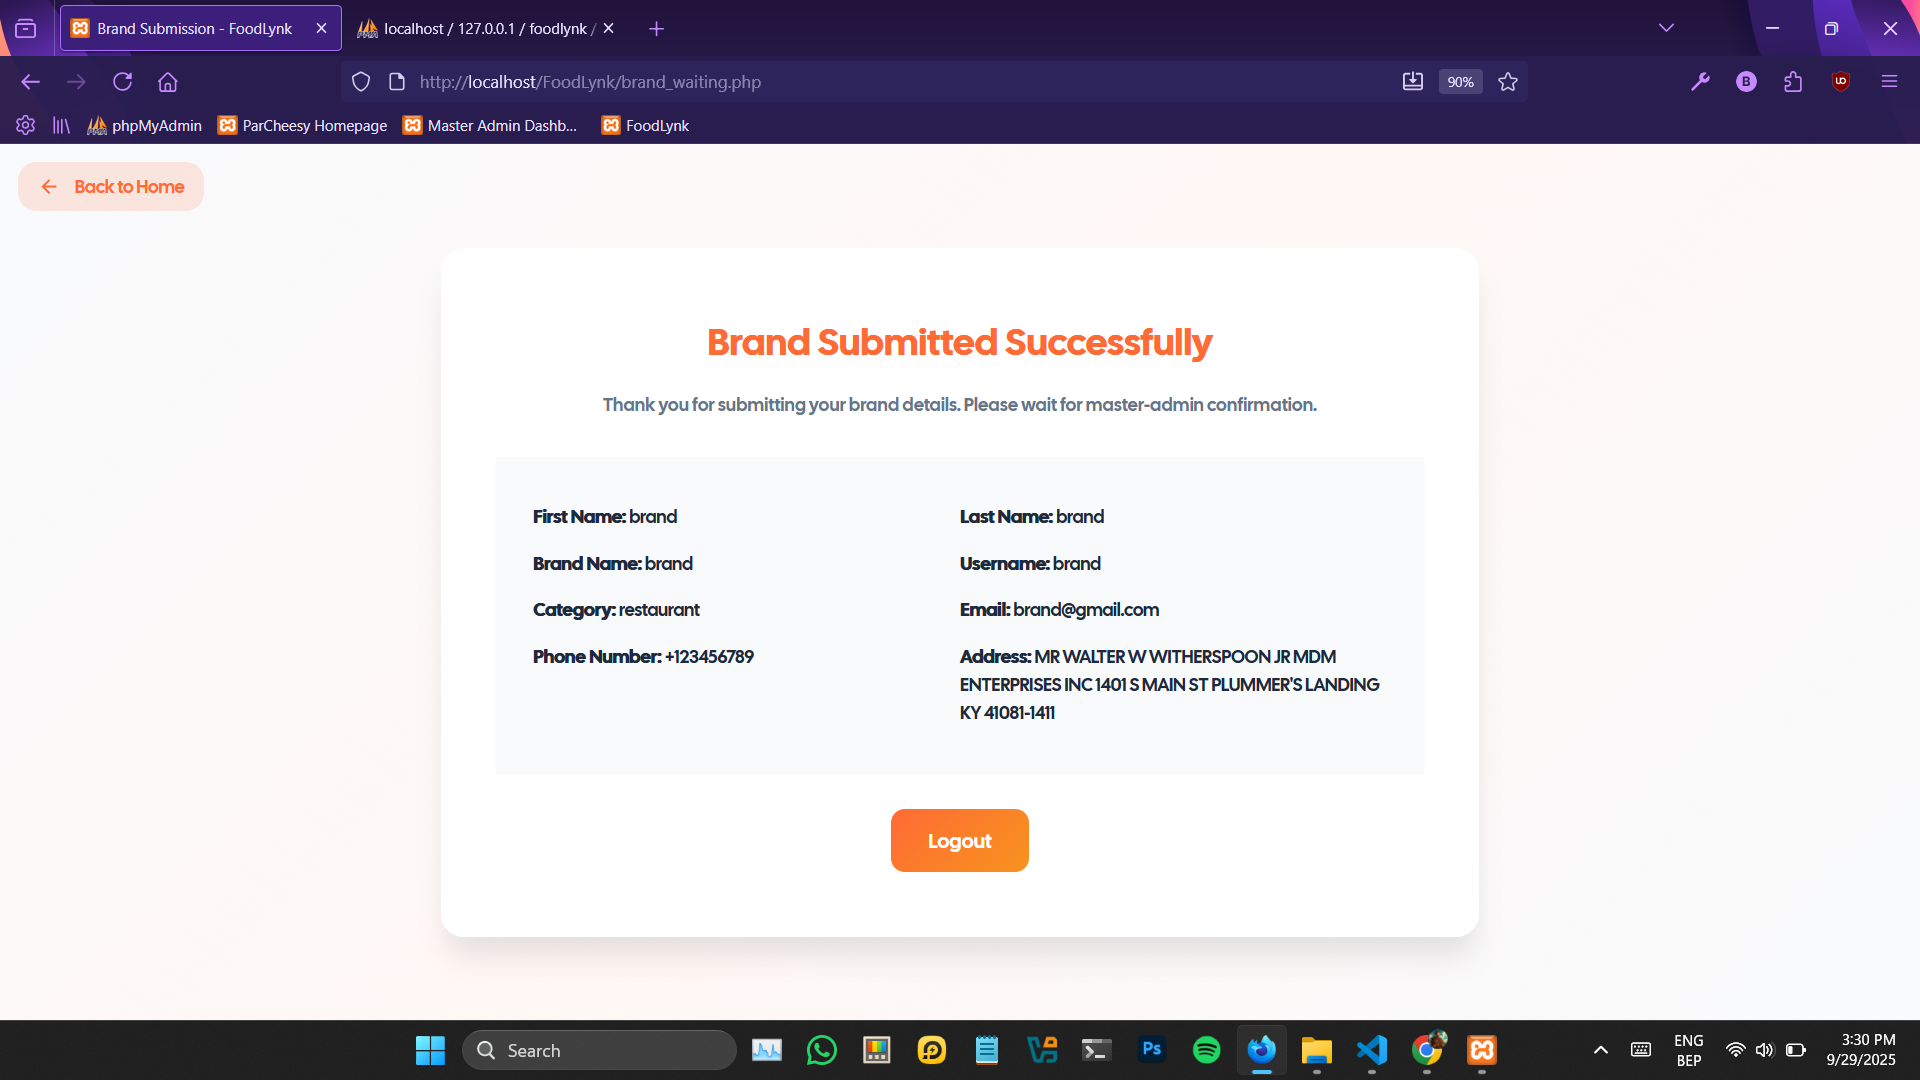 Brand Submission - FoodLynk
localhost / 127.0.0.1 / foodlynk /
http://localhost/FoodLynk/brand_waiting.php
90%
B
phpMyAdmin
ParCheesy Homepage
Master Admin Dashb...
FoodLynk
Back to Home
Brand Submitted Successfully
Thank you for submitting your brand details. Please wait for master-admin confirmation.
First Name: brand
Last Name: brand
Brand Name: brand
Username: brand
Category: restaurant
Email: brand@gmail.com
Phone Number: +123456789
Address: MR WALTER W WITHERSPOON JR MDM
ENTERPRISES INC 1401 S MAIN ST PLUMMER'S LANDING
KY 41081-1411
Logout
Search
Ps
ENG
BEP
3:30 PM
9/29/2025